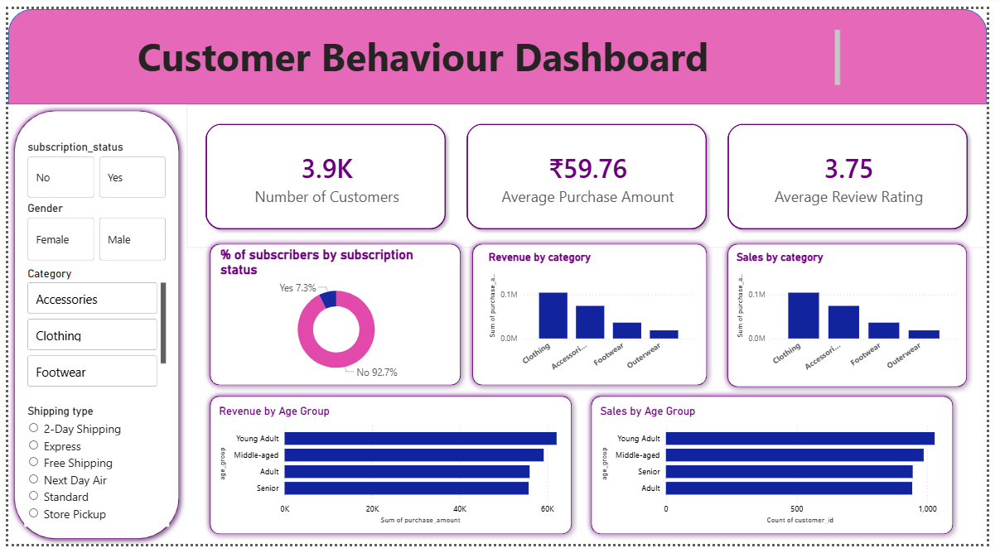 Customer Behaviour Dashboard
subscription_status
No
Yes
Gender
Female
Male
Category
Accessories
Clothing
Footwear
Shipping type
2-Day Shipping
Express
Free Shipping
Next Day Air
Standard
Store Pickup
3.9K
Number of Customers
₹59.76
Average Purchase Amount
3.75
Average Review Rating
% of subscribers by subscription
status
Yes 7.3%
No 92.7%
Revenue by category
Sum of purchase_a...
0.1M
0.0M
Clothing
Accessori...
Footwear
Outerwear
Sales by category
Sum of purchase_a...
0.1M
0.0M
Clothing
Accessori...
Footwear
Outerwear
Revenue by Age Group
age_group
Young Adult
Middle-aged
Adult
Senior
0K
20K
40K
60K
Sum of purchase_amount
Sales by Age Group
age_group
Young Adult
Middle-aged
Senior
Adult
0
500
1,000
Count of customer_id